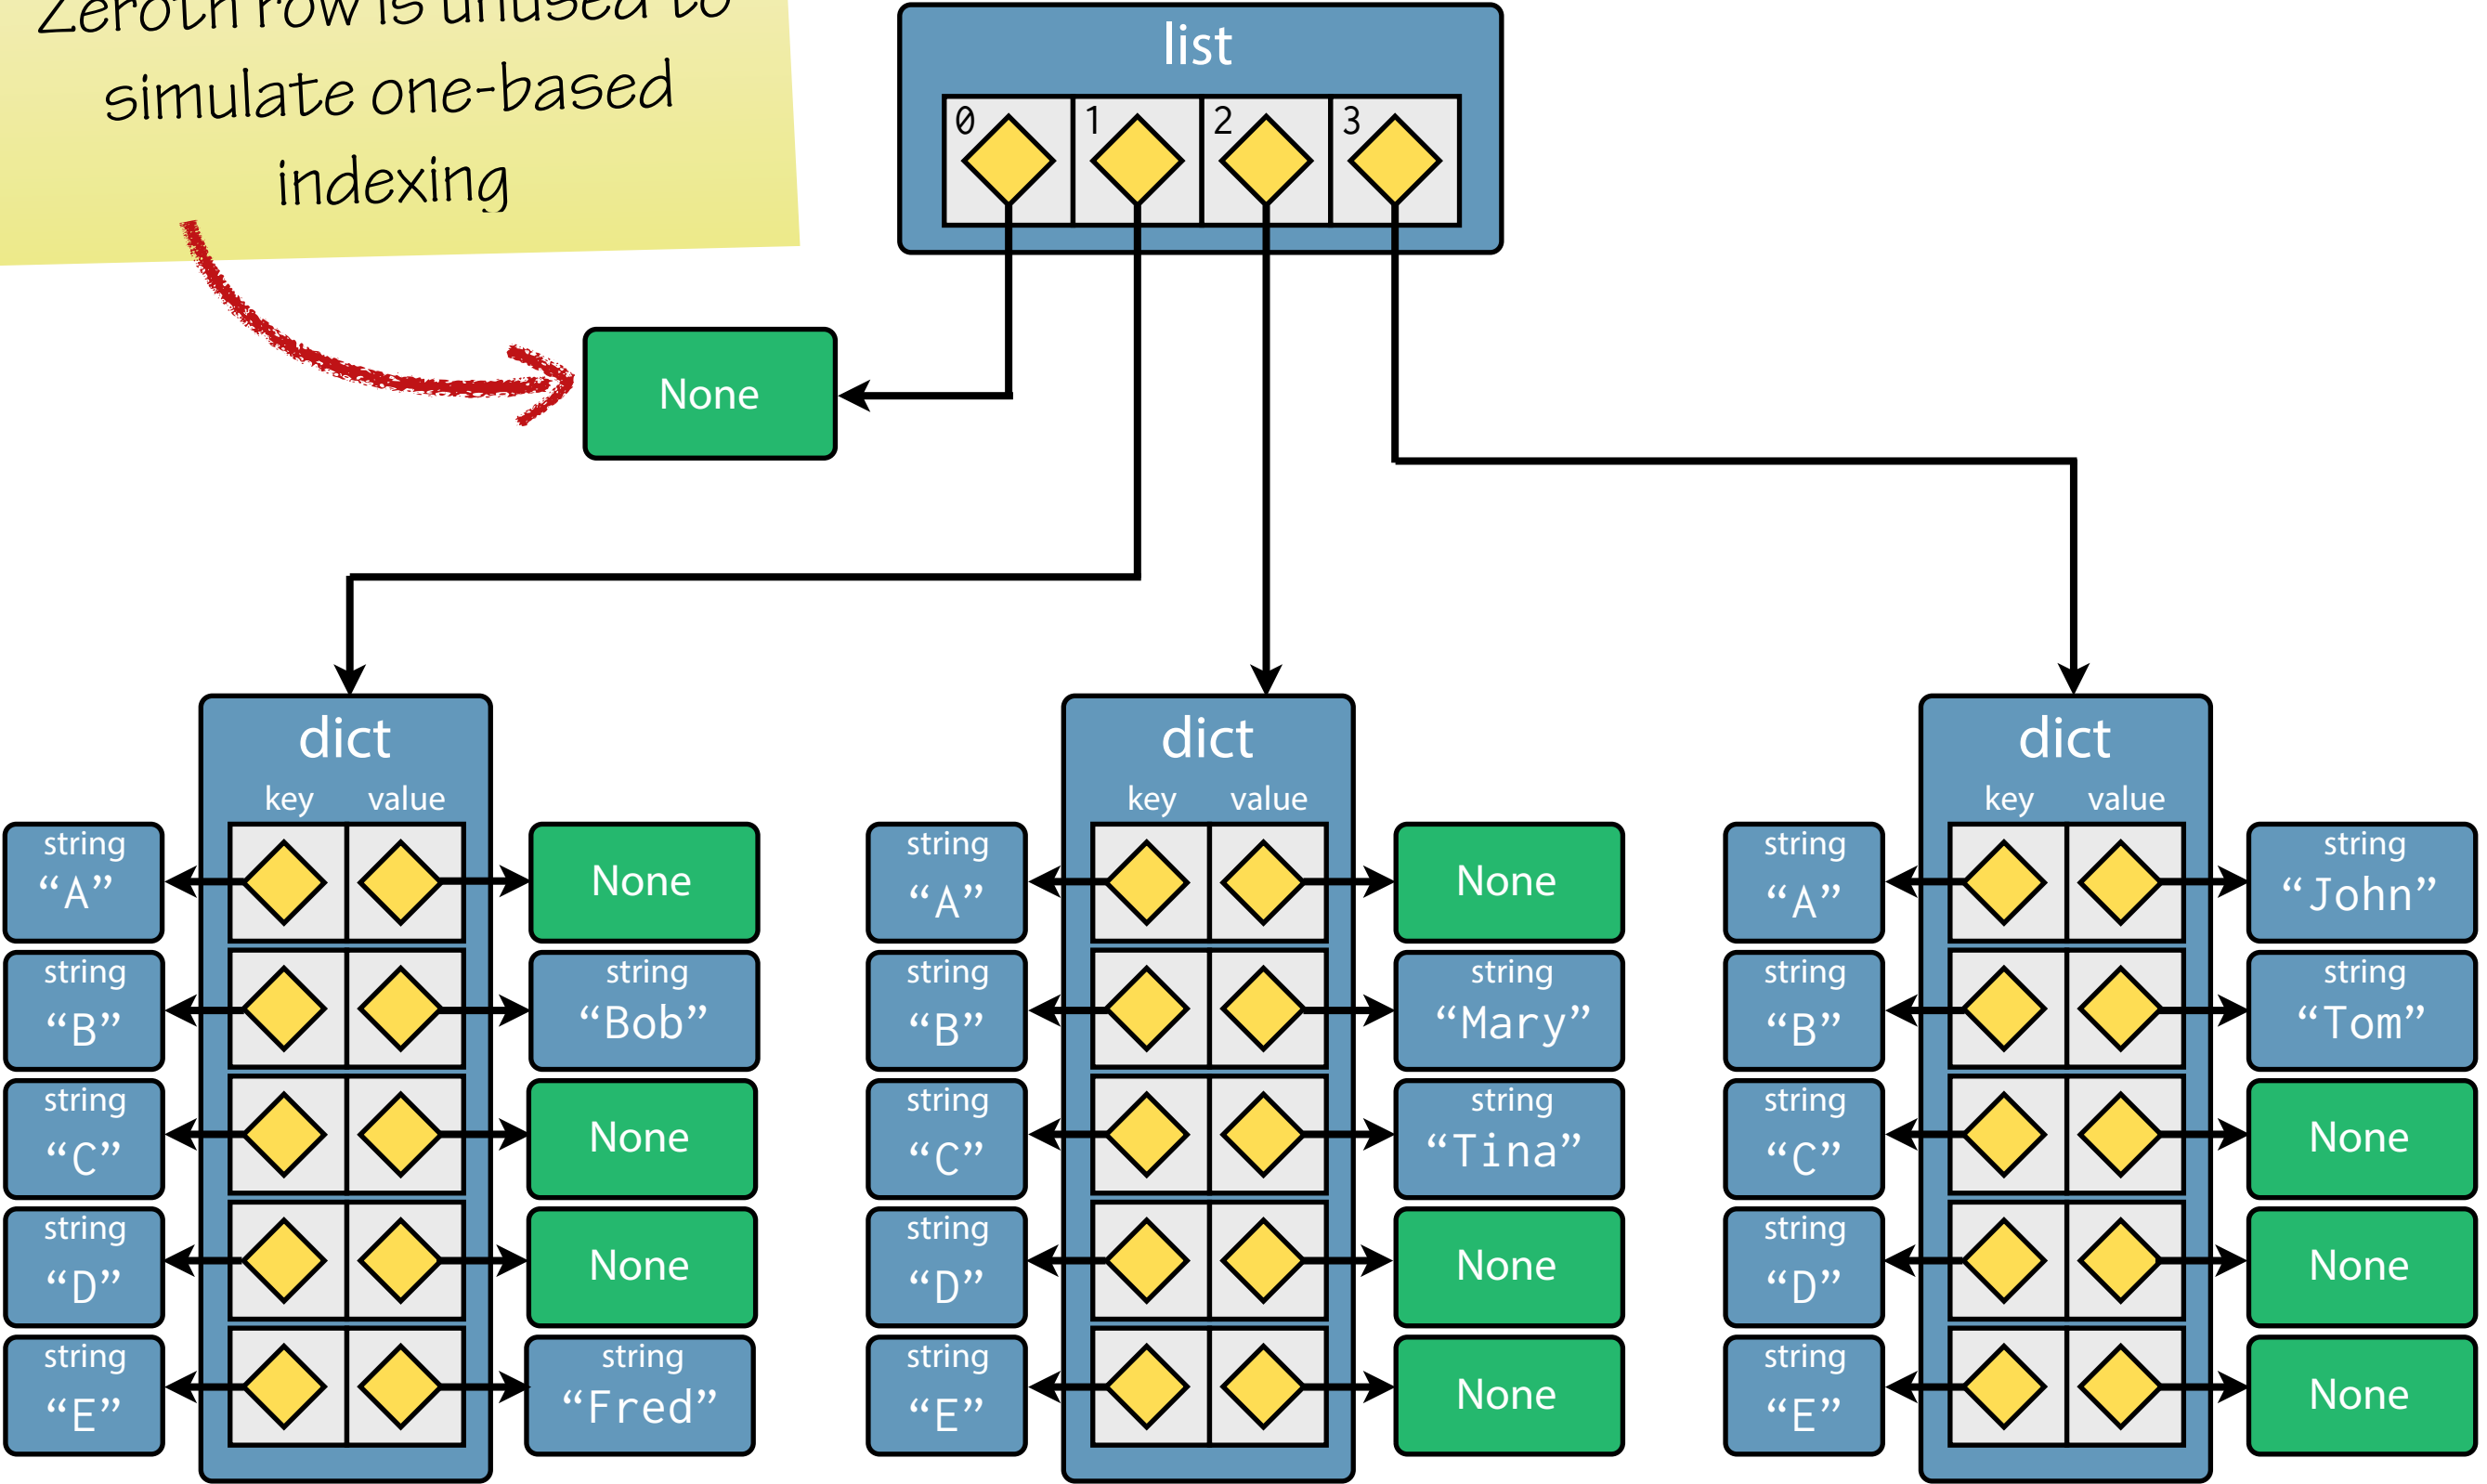 Zeroth row is unused to
simulate one-based
indexing
list
0 1 2 3
None
dict
key value
string
“A”
None
string
“B”
string
“Bob”
string
“C”
None
string
“D”
None
string
“E”
string
“Fred”
dict
key value
string
“A”
None
string
“B”
string
“Mary”
string
“C”
string
“Tina”
string
“D”
None
string
“E”
None
dict
key value
string
“A”
string
“John”
string
“B”
string
“Tom”
string
“C”
None
string
“D”
None
string
“E”
None